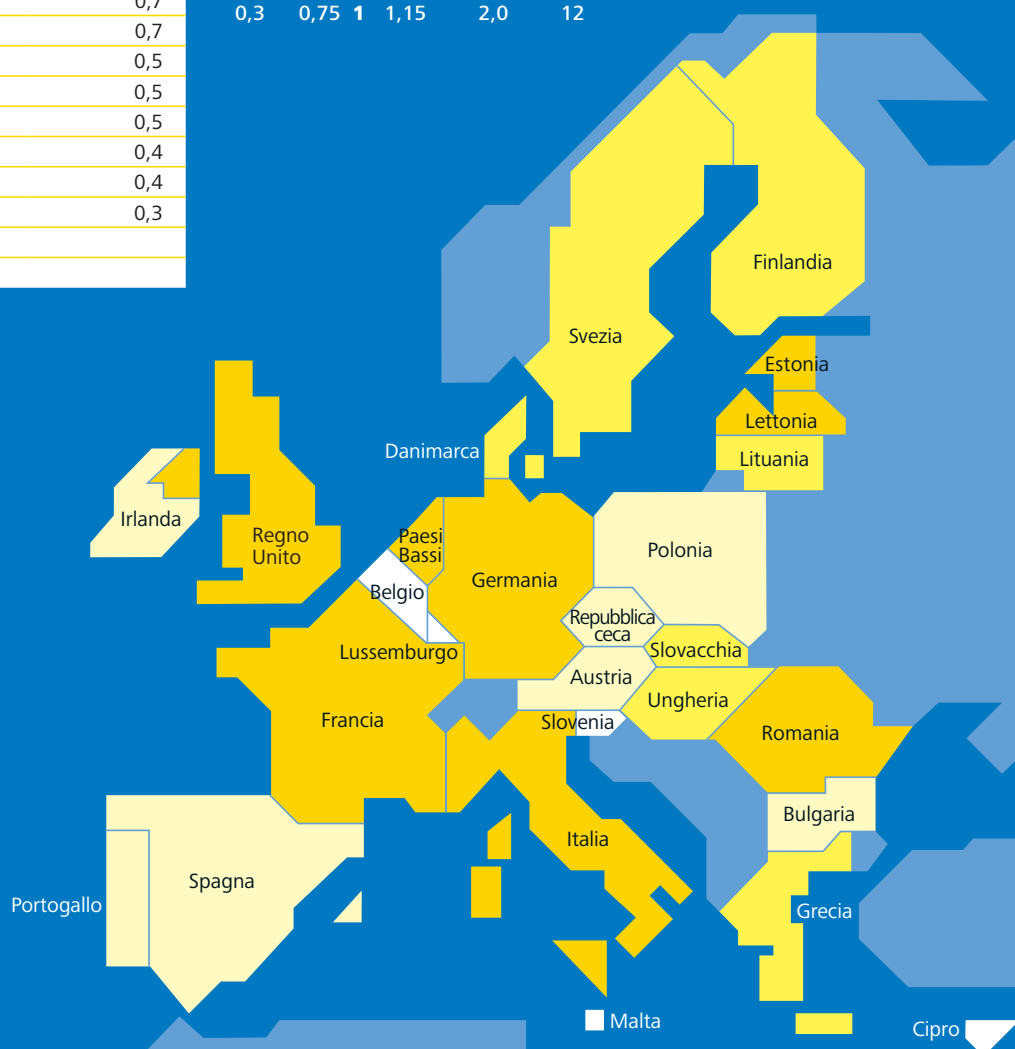 0,7
0,7
0,5
0,5
0,5
0,4
0,4
0,3
0,3 0,75 1 1,15 2,0 12
Finlandia
Svezia
Estonia
Lettonia
Danimarca
Lituania
Irlanda
Regno
Unito
Paesi
Bassi
Polonia
Germania
Belgio
Repubblica
ceca
Lussemburgo
Slovacchia
Austria
Ungheria
Francia
Slovenia
Romania
Bulgaria
Italia
Spagna
Portogallo
Grecia
Malta
Cipro